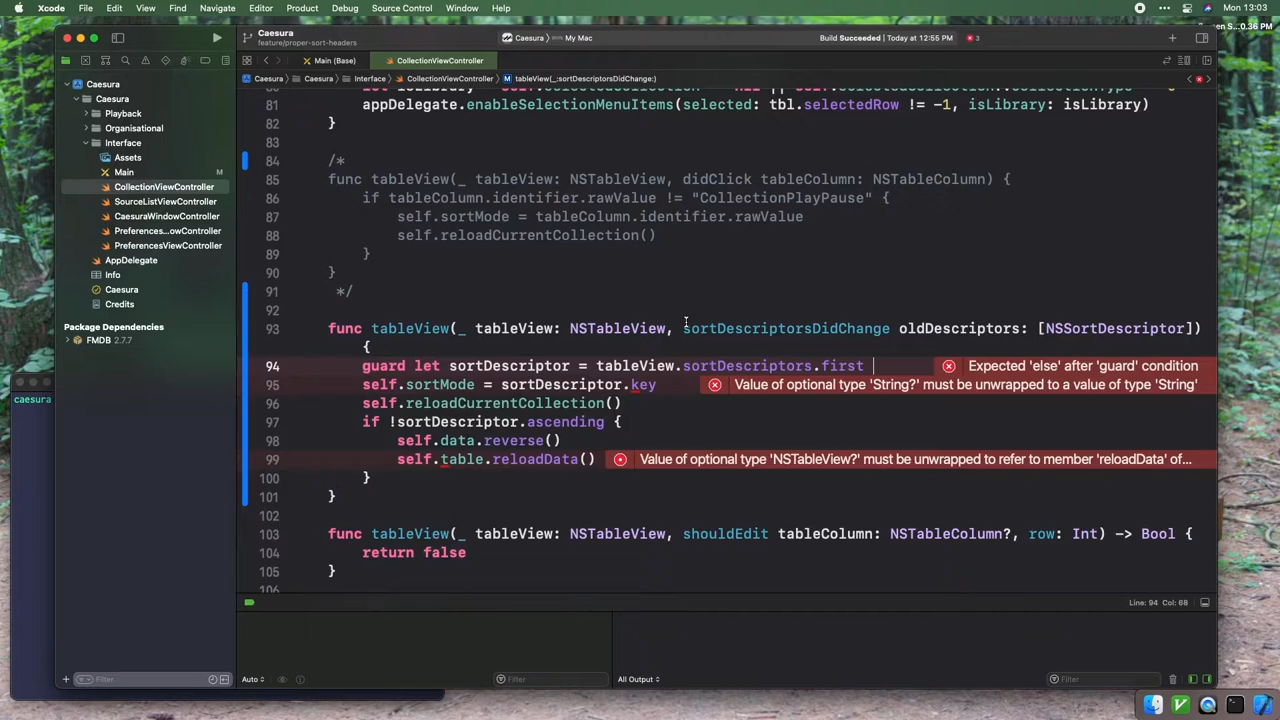 Xcode File Edit View Find Navigate Editor Product Debug Source Control Window Help Mon 13:03
Caesura
feature/proper-sort-headers
Caesura My Mac
Build Succeeded | Today at 12:55 PM
3
Main (Base)
CollectionViewController
Caesura Caesura Interface CollectionViewController M tableView(_:sortDescriptorsDidChange:)
Caesura
Caesura
Playback
Organisational
Interface
Assets
Main M
CollectionViewController
SourceListViewController
CaesuraWindowController
Preferences...owController
PreferencesViewController
AppDelegate
Info
Caesura
Credits
Package Dependencies
FMDB 2.7.7
81 appDelegate.enableSelectionMenuItems(selected: tbl.selectedRow != -1, isLibrary: isLibrary)
82 }
83
84 /*
85 func tableView(_ tableView: NSTableView, didClick tableColumn: NSTableColumn) {
86 if tableColumn.identifier.rawValue != "CollectionPlayPause" {
87 self.sortMode = tableColumn.identifier.rawValue
88 self.reloadCurrentCollection()
89 }
90 }
91 */
92
93 func tableView(_ tableView: NSTableView, sortDescriptorsDidChange oldDescriptors: [NSSortDescriptor])
{
94 guard let sortDescriptor = tableView.sortDescriptors.first Expected 'else' after 'guard' condition
95 self.sortMode = sortDescriptor.key Value of optional type 'String?' must be unwrapped to a value of type 'String'
96 self.reloadCurrentCollection()
97 if !sortDescriptor.ascending {
98 self.data.reverse()
99 self.table.reloadData() Value of optional type 'NSTableView?' must be unwrapped to refer to member 'reloadData' of...
100 }
101 }
102
103 func tableView(_ tableView: NSTableView, shouldEdit tableColumn: NSTableColumn?, row: Int) -> Bool {
104 return false
105 }
106
Line: 94 Col: 68
caesura
Filter
Auto
Filter
All Output
Filter